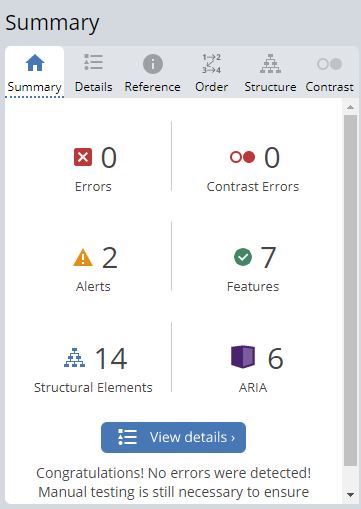 Summary
Summary Details Reference Order Structure Contrast
0 0
Errors Contrast Errors
2 7
Alerts Features
14 6
Structural Elements ARIA
View details ›
Congratulations! No errors were detected!
Manual testing is still necessary to ensure